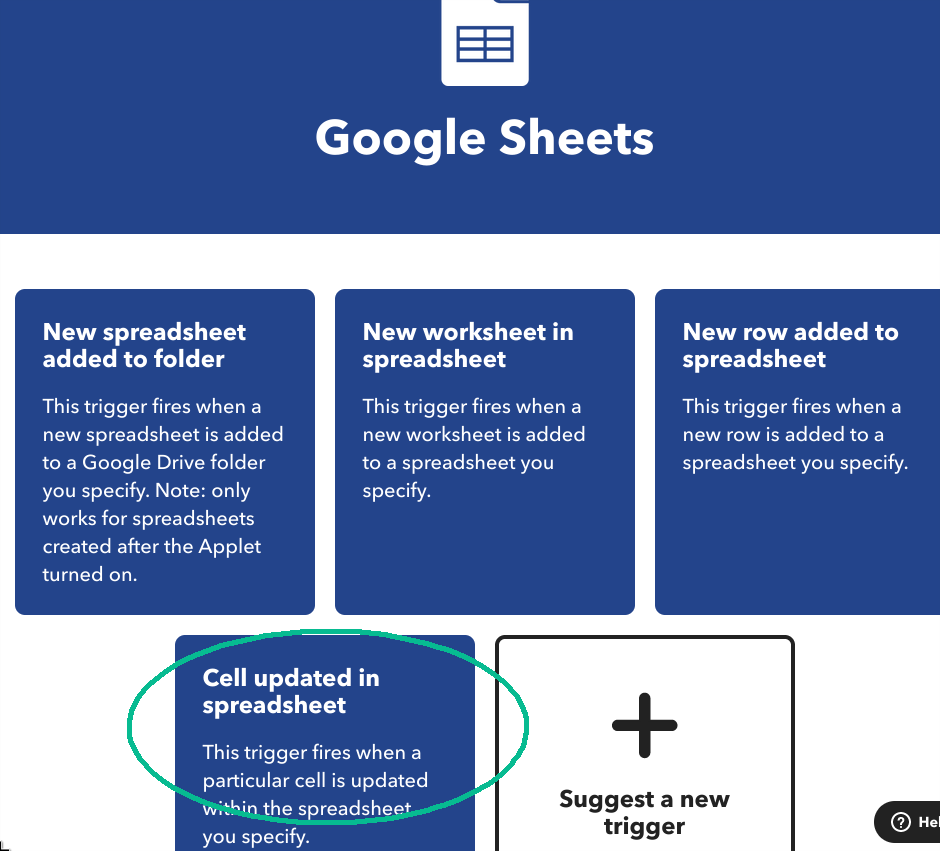 Google Sheets
New spreadsheet
added to folder
This trigger fires when a
new spreadsheet is added
to a Google Drive folder
you specify. Note: only
works for spreadsheets
created after the Applet
turned on.
New worksheet in
spreadsheet
This trigger fires when a
new worksheet is added
to a spreadsheet you
specify.
New row added to
spreadsheet
This trigger fires when a
new row is added to a
spreadsheet you specify.
Cell updated in
spreadsheet
This trigger fires when a
particular cell is updated
within the spreadsheet
you specify.
Suggest a new
trigger